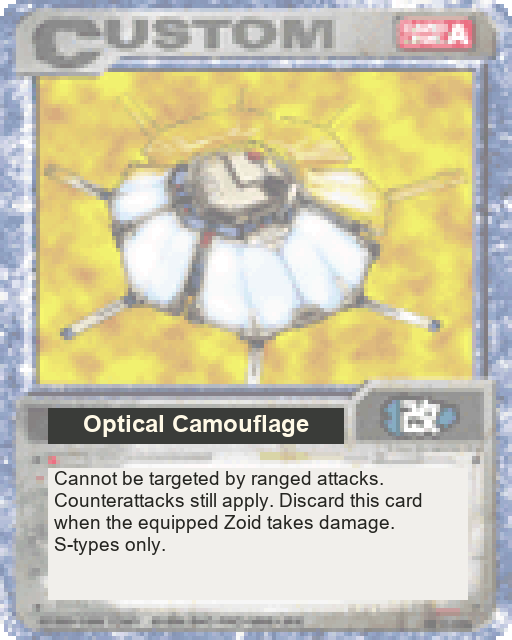 CUSTOM
A
Optical Camouflage
Cannot be targeted by ranged attacks.
Counterattacks still apply. Discard this card
when the equipped Zoid takes damage.
S-types only.